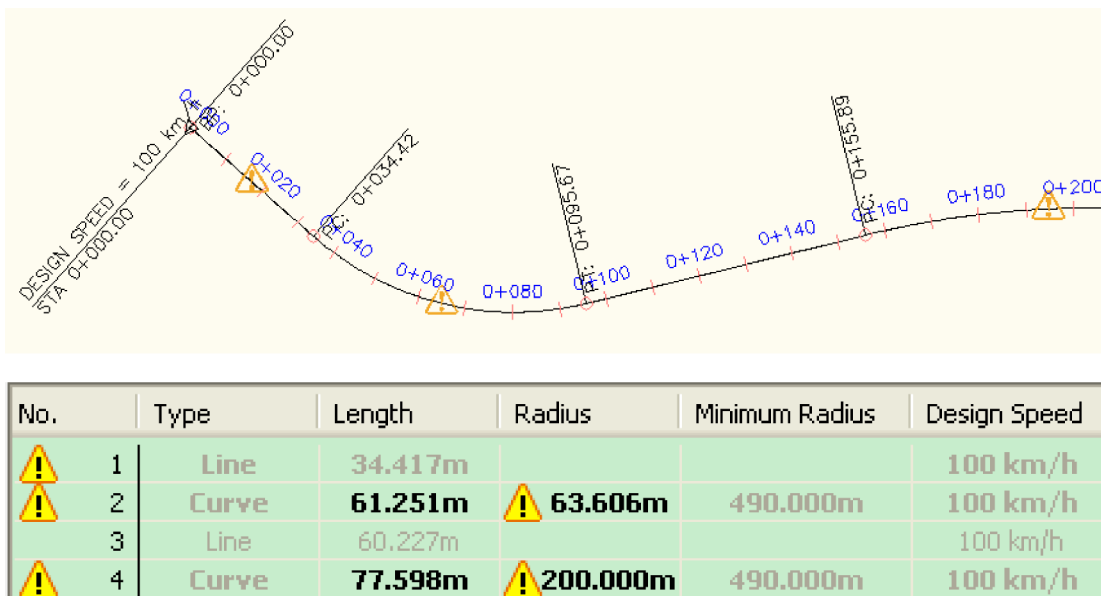 DESIGN SPEED = 100 km
STA 0+000.00
0+000
BP: 0+000.00
0+020
PC: 0+034.42
0+040
0+060
0+080
PT: 0+095.67
0+100
0+120
0+140
PC: 0+155.89
0+160
0+180
0+200
No. Type Length Radius Minimum Radius Design Speed
1 Line 34.417m 100 km/h
2 Curve 61.251m 63.606m 490.000m 100 km/h
3 Line 60.227m 100 km/h
4 Curve 77.598m 200.000m 490.000m 100 km/h